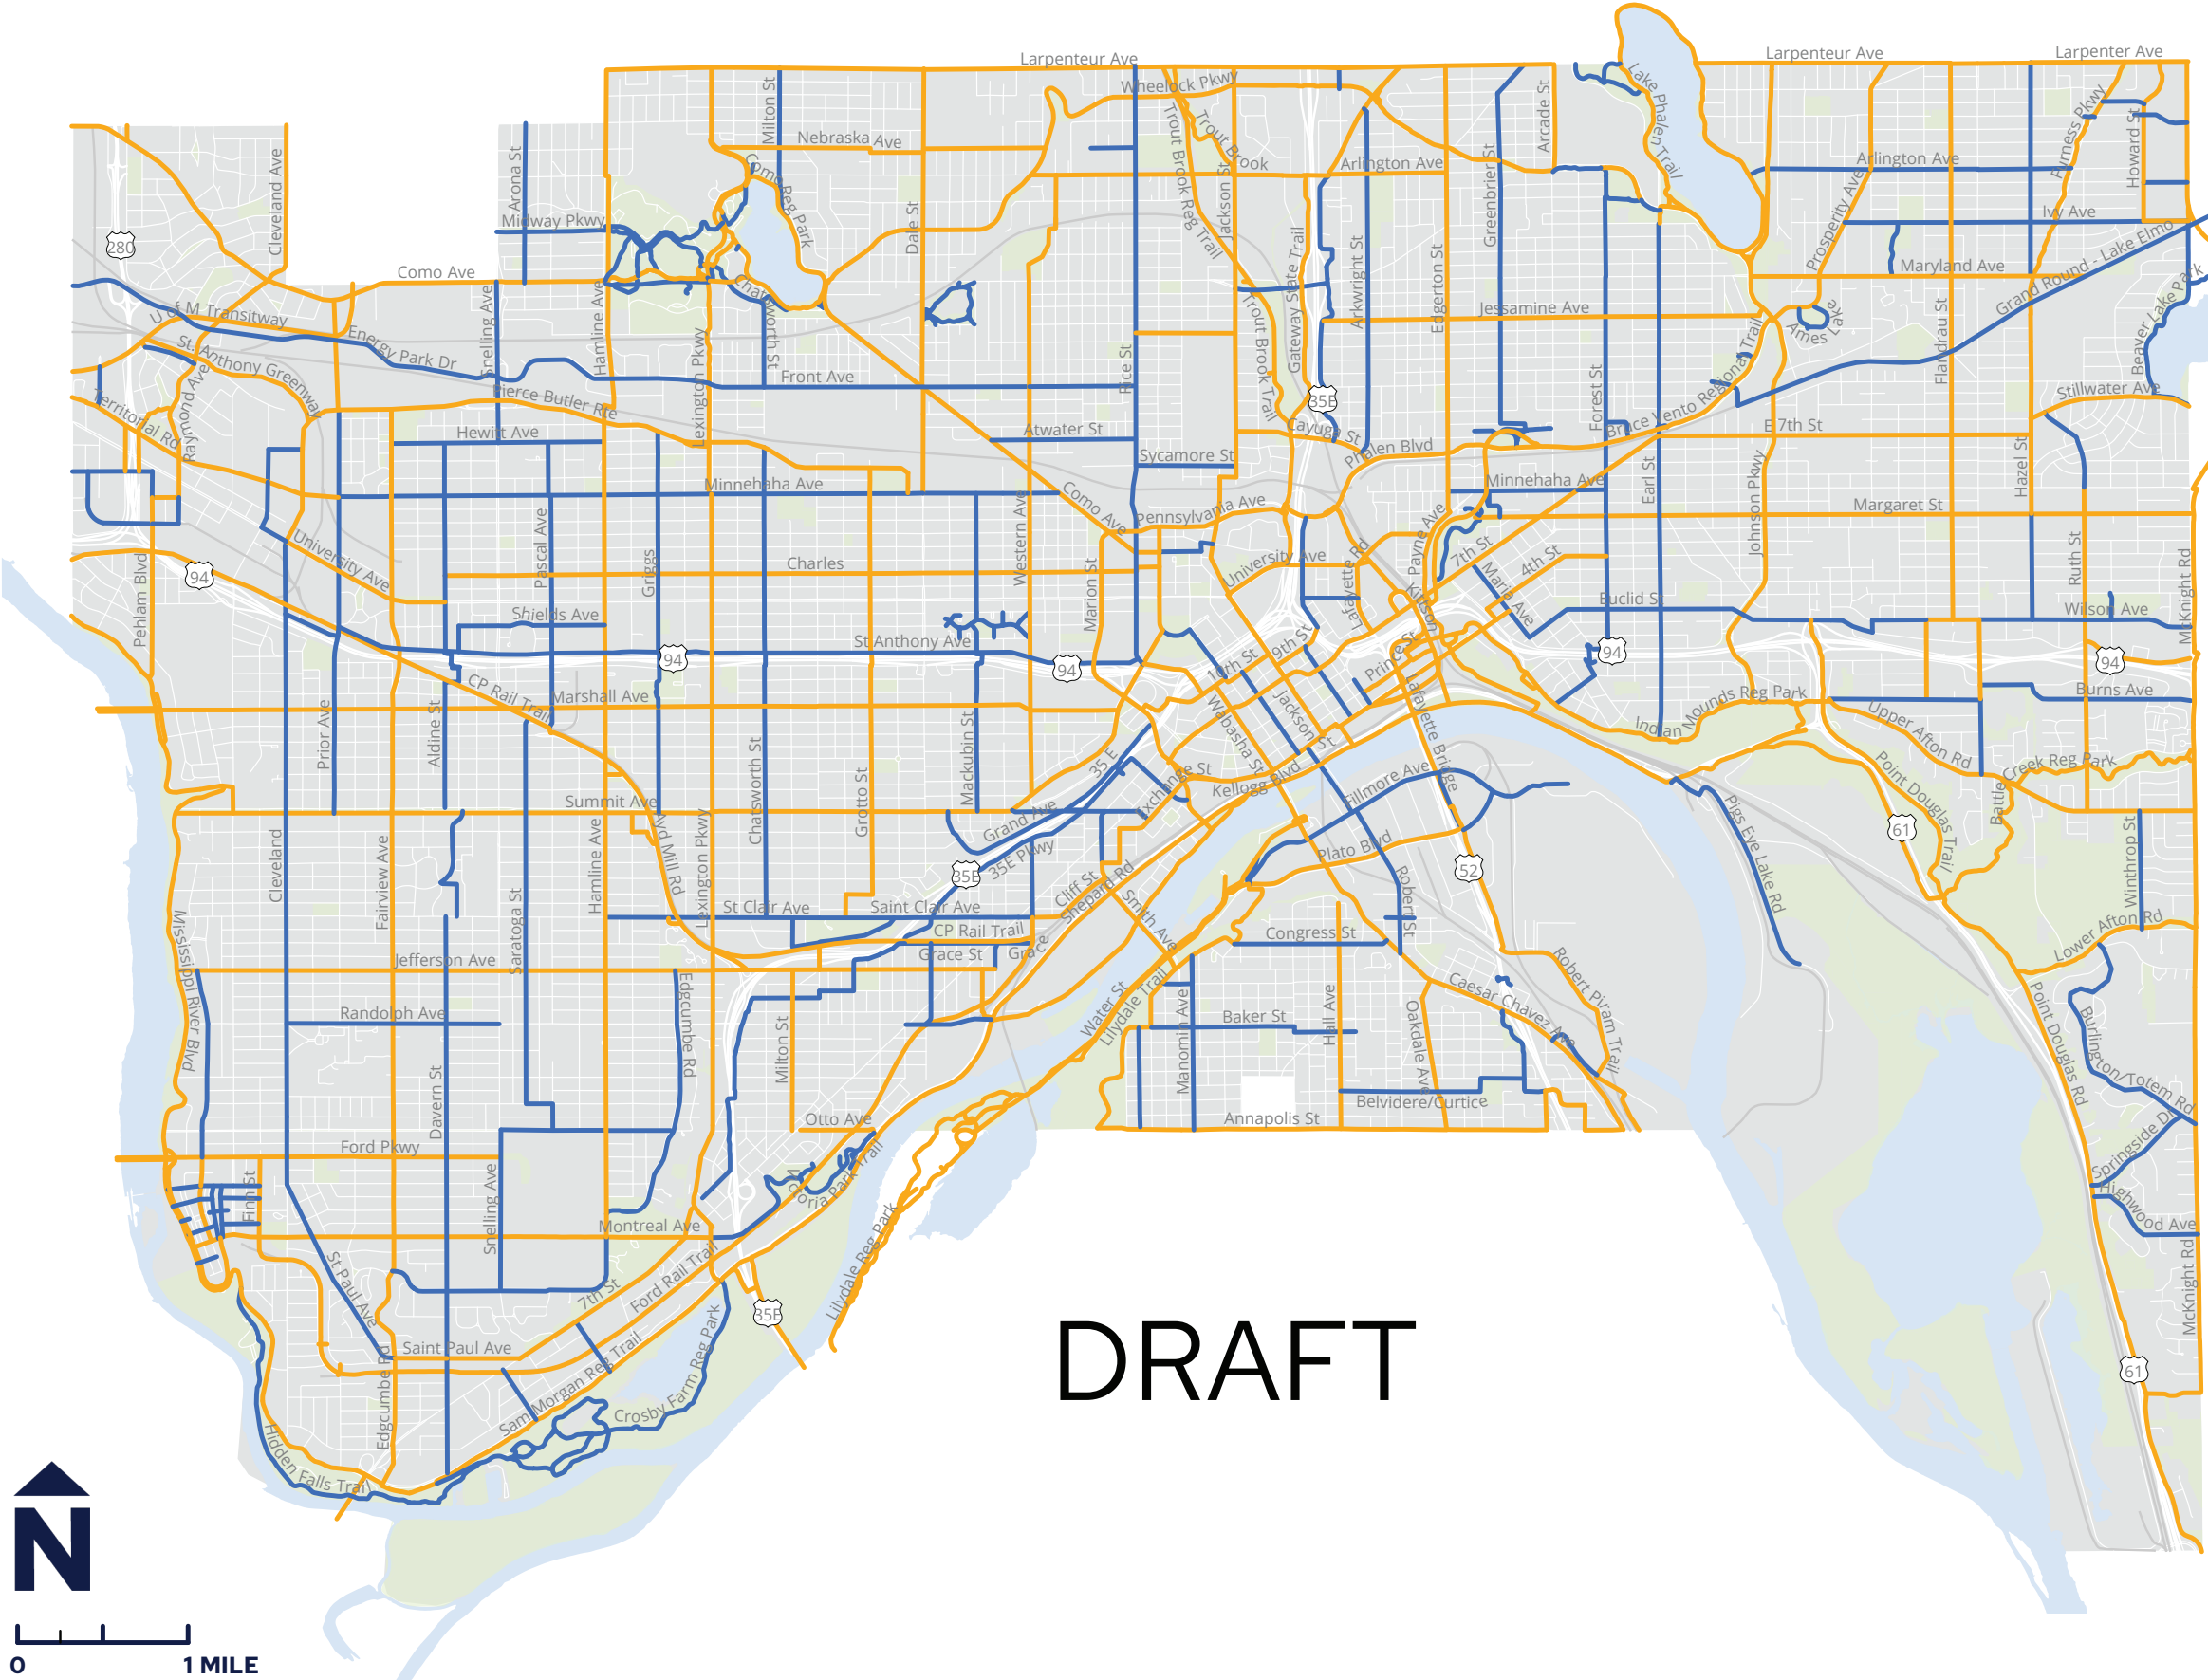 Larpenteur Ave
Larpenteur Ave
Larpenter Ave
Wheelock Pkwy
Milton St
Nebraska Ave
Trout Brook
Trout Brook Reg Trail
Arlington Ave
Arcade St
Lake Phalen Trail
Furness Pkwy
Howard St
Arlington Ave
Cleveland Ave
Arona St
Midway Pkwy
Como Reg Park
Dale St
Jackson St
Gateway State Trail
Arkwright St
Edgerton St
Greenbrier St
Prosperity Ave
Ivy Ave
280
Como Ave
Maryland Ave
Grand Round - Lake Elmo
Beaver Lake Park
U of M Transitway
Snelling Ave
Hamline Ave
Chatsworth St
Trout Brook Trail
Jessamine Ave
Ames Lake
Flandrau St
Energy Park Dr
St. Anthony Greenway
Lexington Pkwy
Front Ave
Rice St
35E
Forest St
Bruce Vento Regional Trail
Stillwater Ave
Territorial Rd
Raymond Ave
Pierce Butler Rte
Hewitt Ave
Atwater St
Cayuga St
Phalen Blvd
E 7th St
Sycamore St
Minnehaha Ave
Minnehaha Ave
Earl St
Johnson Pkwy
Hazel St
Como Ave
Pennsylvania Ave
Margaret St
Pascal Ave
Western Ave
Payne Ave
University Ave
Griggs
Charles
Marion St
University Ave
Lafayette Rd
7th St
4th St
Maria Ave
Ruth St
McKnight Rd
94
Pehlam Blvd
Shields Ave
St Anthony Ave
Kittson
Euclid St
Wilson Ave
94
94
10th St
9th St
Prince St
94
94
CP Rail Trail
Marshall Ave
Burns Ave
Prior Ave
Aldine St
Mackubin St
Wabasha St
Jackson St
Lafayette Bridge
Indian Mounds Reg Park
Upper Afton Rd
Chatsworth St
Grotto St
35 E
Exchange St
Kellogg Blvd
Fillmore Ave
Point Douglas Trail
Battle Creek Reg Park
Summit Ave
Grand Ave
35E Pkwy
Plato Blvd
Pigs Eye Lake Rd
61
Winthrop St
Cleveland
Fairview Ave
Hamline Ave
Ayd Mill Rd
Lexington Pkwy
35E
52
Saratoga St
St Clair Ave
Saint Clair Ave
Cliff St
Shepard Rd
Smith Ave
Robert St
Mississippi River Blvd
CP Rail Trail
Congress St
Lower Afton Rd
Jefferson Ave
Grace St
Grace
Edgcumbe Rd
Water St
Lilydale Trail
Caesar Chavez Ave
Robert Piram Trail
Point Douglas Rd
Randolph Ave
Milton St
Manomin Ave
Baker St
Hall Ave
Oakdale Ave
Burlington/Totem Rd
Davern St
Otto Ave
Annapolis St
Belvidere/Curtice
Ford Pkwy
Victoria Park Trail
Springside Dr
Finn St
Snelling Ave
Montreal Ave
Highwood Ave
St Paul Ave
7th St
Ford Rail Trail
Lilydale Reg Park
35E
McKnight Rd
Saint Paul Ave
Edgcumbe Rd
Sam Morgan Reg Trail
Crosby Farm Reg Park
DRAFT
61
Hidden Falls Trail
N
0
1 MILE